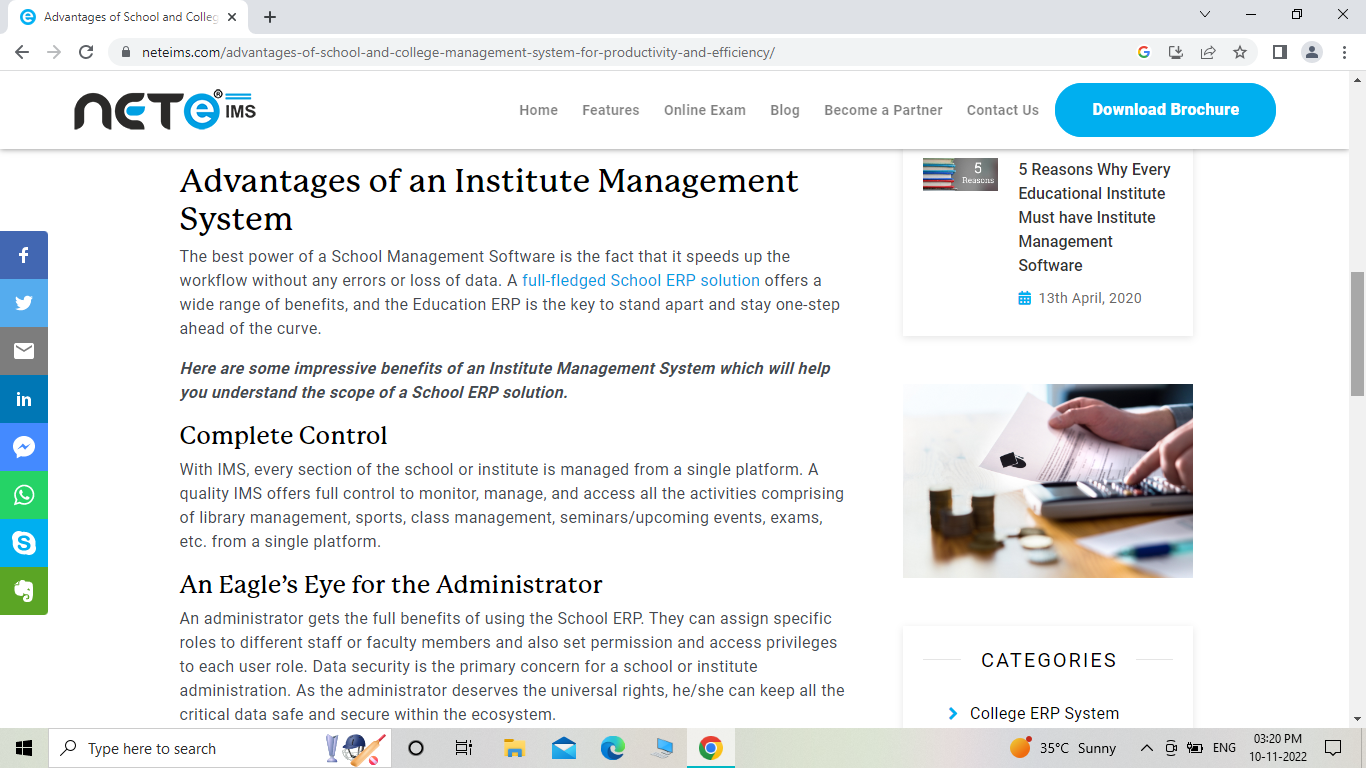 Advantages of School and Colleg
neteims.com/advantages-of-school-and-college-management-system-for-productivity-and-efficiency/
NETe® IMS
Home Features Online Exam Blog Become a Partner Contact Us Download Brochure
Advantages of an Institute Management
System
The best power of a School Management Software is the fact that it speeds up the
workflow without any errors or loss of data. A full-fledged School ERP solution offers a
wide range of benefits, and the Education ERP is the key to stand apart and stay one-step
ahead of the curve.
Here are some impressive benefits of an Institute Management System which will help
you understand the scope of a School ERP solution.
Complete Control
With IMS, every section of the school or institute is managed from a single platform. A
quality IMS offers full control to monitor, manage, and access all the activities comprising
of library management, sports, class management, seminars/upcoming events, exams,
etc. from a single platform.
An Eagle’s Eye for the Administrator
An administrator gets the full benefits of using the School ERP. They can assign specific
roles to different staff or faculty members and also set permission and access privileges
to each user role. Data security is the primary concern for a school or institute
administration. As the administrator deserves the universal rights, he/she can keep all the
critical data safe and secure within the ecosystem.
5
Reasons
5 Reasons Why Every
Educational Institute
Must have Institute
Management
Software
13th April, 2020
CATEGORIES
College ERP System
Type here to search
35°C Sunny
ENG
03:20 PM
10-11-2022